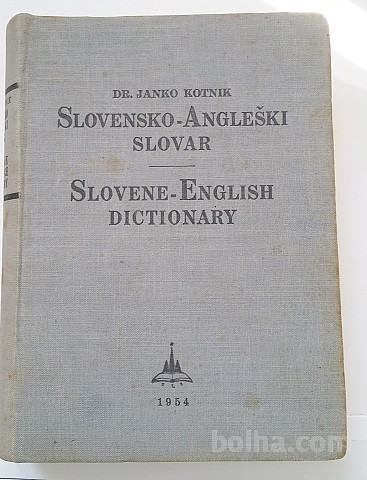 DR. JANKO KOTNIK
SLOVENSKO-ANGLEŠKI
SLOVAR
SLOVENE-ENGLISH
DICTIONARY
1954
bolha.com